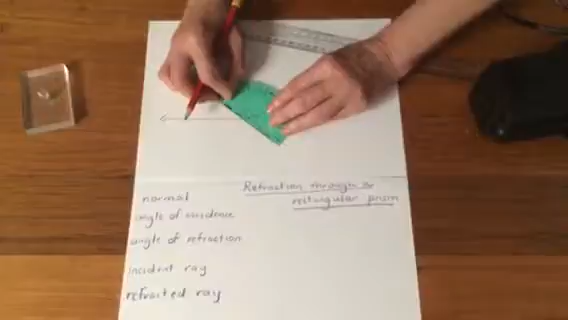 Refraction through a
rectangular prism
normal
angle of incidence
angle of refraction
incident ray
refracted ray